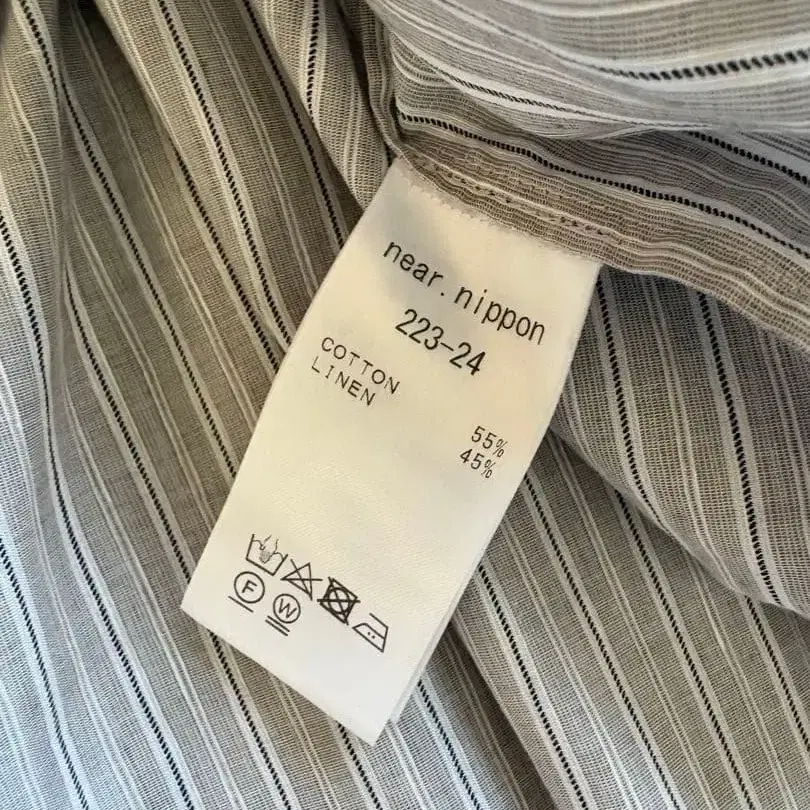 near.nippon
223-24
COTTON 55%
LINEN 45%
F W